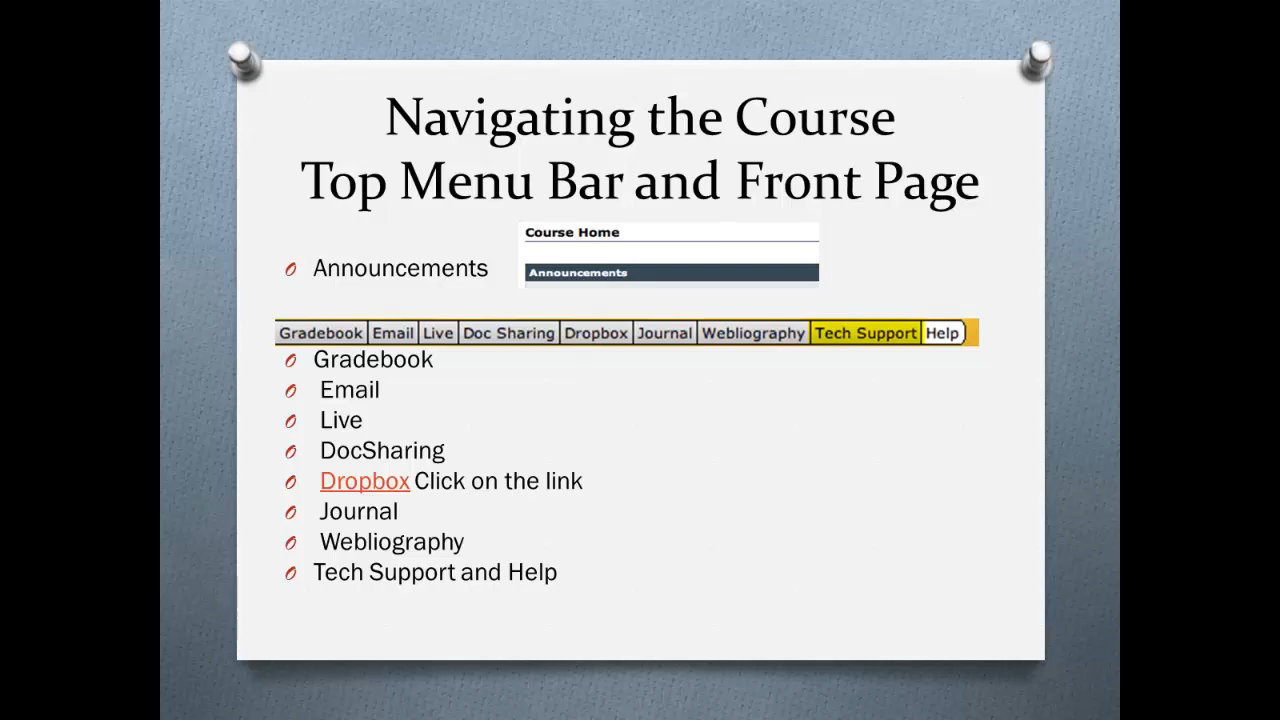 Navigating the Course
Top Menu Bar and Front Page
Course Home
Announcements
Announcements
Gradebook Email Live Doc Sharing Dropbox Journal Webliography Tech Support Help
Gradebook
Email
Live
DocSharing
Dropbox Click on the link
Journal
Webliography
Tech Support and Help